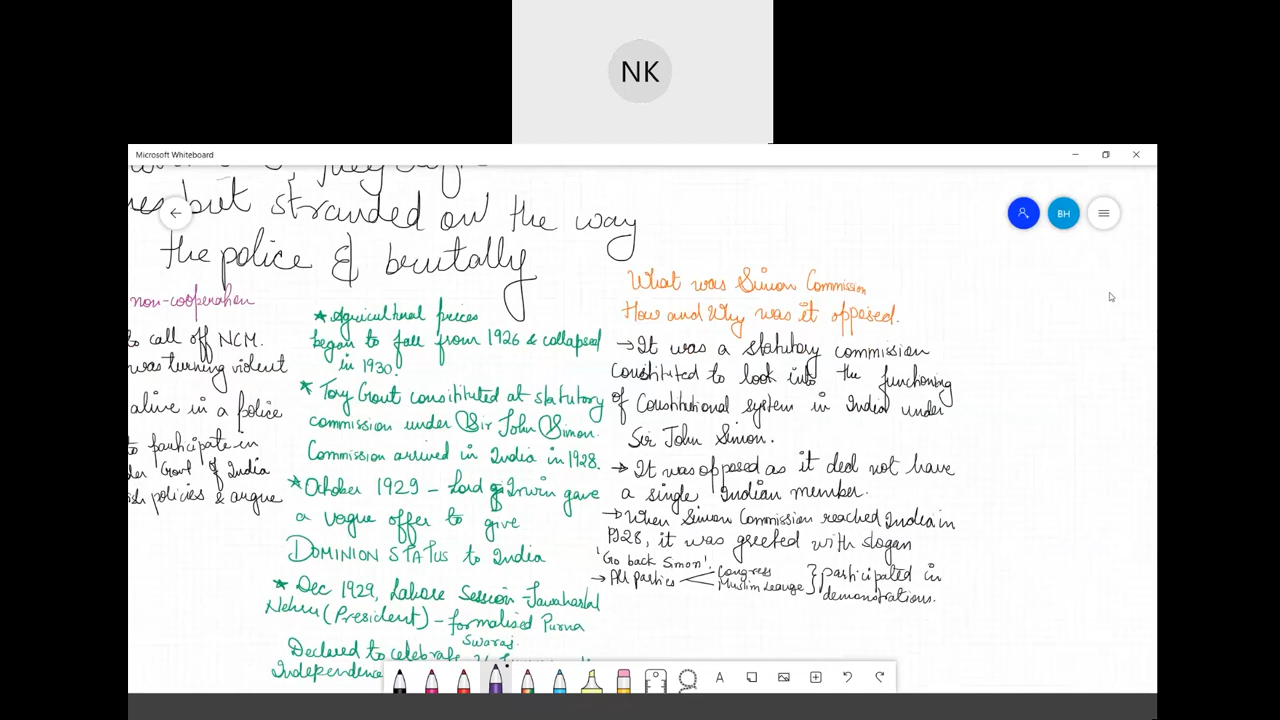 NK
Microsoft Whiteboard
BH
but stranded on the way
the police & brutally
non-cooperation
to call off NCM.
was turning violent
alive in a police
to participate in
Govt of India
policies & argue
★ Agricultural prices
began to fall from 1926 & collapsed
in 1930.
★ Tory Govt constituted at statutory
commission under Sir John Simon.
Commission arrived in India in 1928.
★ October 1929 - Lord Irwin gave
a vague offer to give
DOMINION STATUS to India
★ Dec 1929, Lahore Session - Jawaharlal
Nehru (President) - formalised Purna
Swaraj.
Declared to celebrate
Independence
What was Simon Commission
How and Why was it opposed.
→ It was a statutory commission
constituted to look into the functioning
of Constitutional system in India under
Sir John Simon.
→ It was opposed as it did not have
a single Indian member.
→ When Simon Commission reached India in
1928, it was greeted with slogan
'Go back Simon'.
→ All parties Congress Muslim Leauge } participated in
demonstrations.